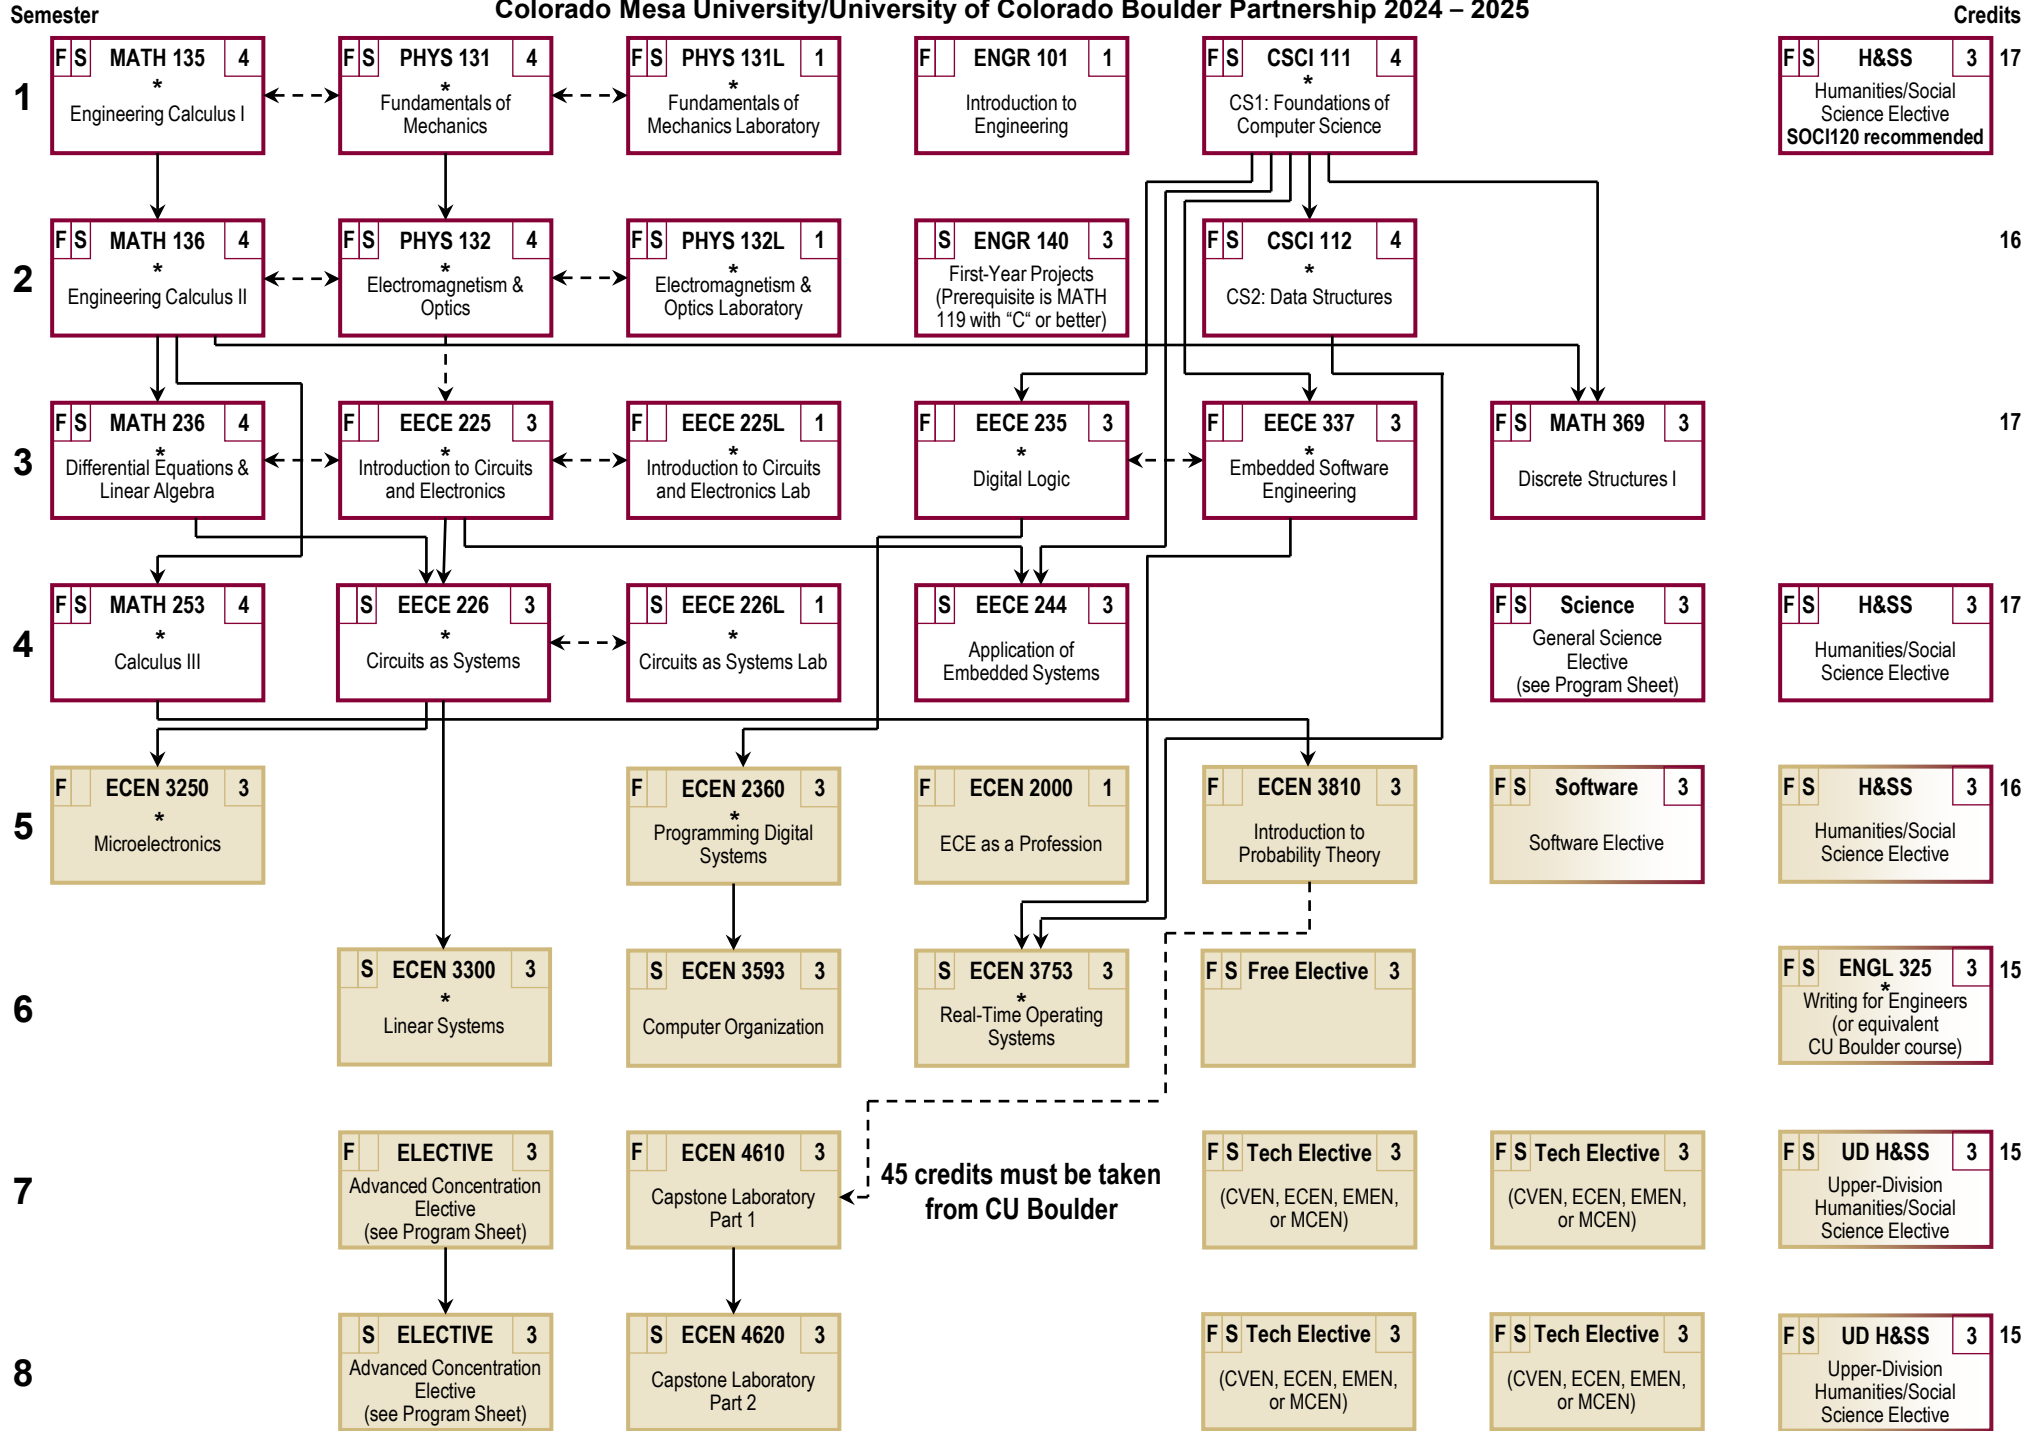 Colorado Mesa University/University of Colorado Boulder Partnership 2024 – 2025
Semester
Credits
1
F S MATH 135 4
*
Engineering Calculus I
F S PHYS 131 4
*
Fundamentals of
Mechanics
F S PHYS 131L 1
*
Fundamentals of
Mechanics Laboratory
F ENGR 101 1
Introduction to
Engineering
F S CSCI 111 4
*
CS1: Foundations of
Computer Science
F S H&SS 3
Humanities/Social
Science Elective
SOCI120 recommended
17
2
F S MATH 136 4
*
Engineering Calculus II
F S PHYS 132 4
*
Electromagnetism &
Optics
F S PHYS 132L 1
*
Electromagnetism &
Optics Laboratory
S ENGR 140 3
First-Year Projects
(Prerequisite is MATH
119 with “C“ or better)
F S CSCI 112 4
*
CS2: Data Structures
16
3
F S MATH 236 4
*
Differential Equations &
Linear Algebra
F EECE 225 3
*
Introduction to Circuits
and Electronics
F EECE 225L 1
*
Introduction to Circuits
and Electronics Lab
F EECE 235 3
*
Digital Logic
F EECE 337 3
*
Embedded Software
Engineering
F S MATH 369 3
Discrete Structures I
17
4
F S MATH 253 4
*
Calculus III
S EECE 226 3
*
Circuits as Systems
S EECE 226L 1
*
Circuits as Systems Lab
S EECE 244 3
Application of
Embedded Systems
F S Science 3
General Science
Elective
(see Program Sheet)
F S H&SS 3
Humanities/Social
Science Elective
17
5
F ECEN 3250 3
*
Microelectronics
F ECEN 2360 3
*
Programming Digital
Systems
F ECEN 2000 1
ECE as a Profession
F ECEN 3810 3
Introduction to
Probability Theory
F S Software 3
Software Elective
F S H&SS 3
Humanities/Social
Science Elective
16
6
S ECEN 3300 3
*
Linear Systems
S ECEN 3593 3
Computer Organization
S ECEN 3753 3
*
Real-Time Operating
Systems
F S Free Elective 3
F S ENGL 325 3
*
Writing for Engineers
(or equivalent
CU Boulder course)
15
7
F ELECTIVE 3
Advanced Concentration
Elective
(see Program Sheet)
F ECEN 4610 3
Capstone Laboratory
Part 1
45 credits must be taken
from CU Boulder
F S Tech Elective 3
(CVEN, ECEN, EMEN,
or MCEN)
F S Tech Elective 3
(CVEN, ECEN, EMEN,
or MCEN)
F S UD H&SS 3
Upper-Division
Humanities/Social
Science Elective
15
8
S ELECTIVE 3
Advanced Concentration
Elective
(see Program Sheet)
S ECEN 4620 3
Capstone Laboratory
Part 2
F S Tech Elective 3
(CVEN, ECEN, EMEN,
or MCEN)
F S Tech Elective 3
(CVEN, ECEN, EMEN,
or MCEN)
F S UD H&SS 3
Upper-Division
Humanities/Social
Science Elective
15